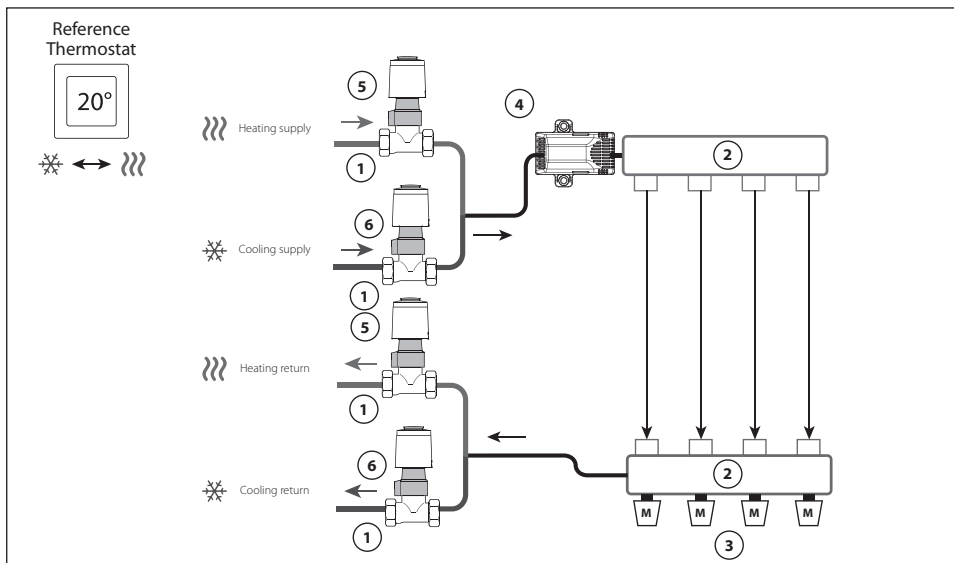 Reference
Thermostat
20°
5
Heating supply
1
4
2
6
Cooling supply
1
5
Heating return
1
6
2
Cooling return
1
M M M M
3